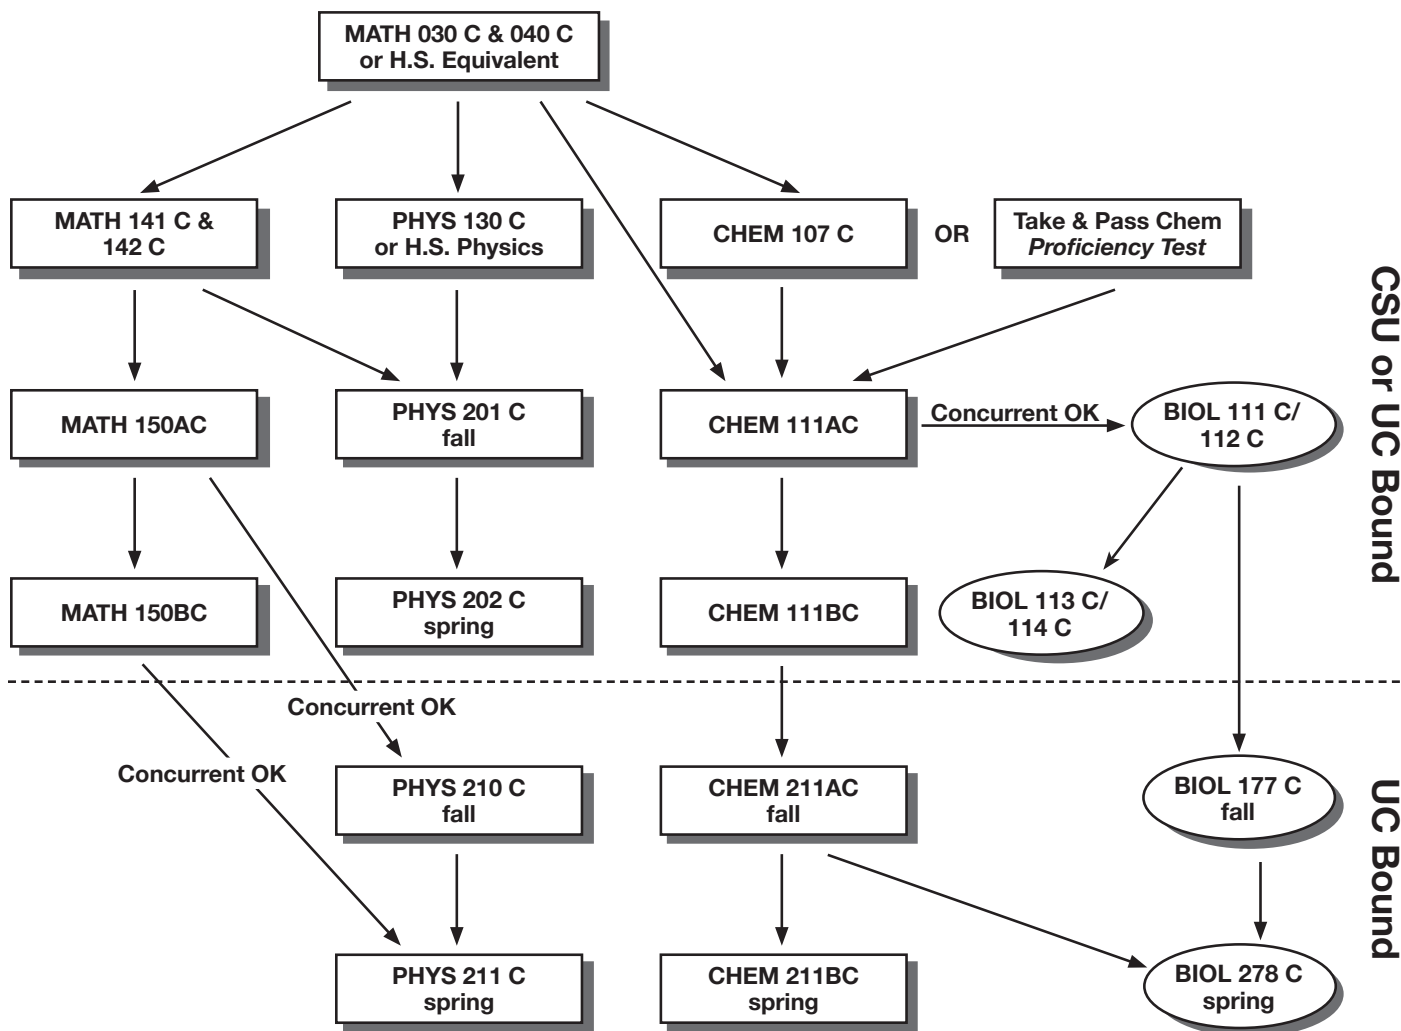 MATH 030 C & 040 C
or H.S. Equivalent
MATH 141 C &
142 C
PHYS 130 C
or H.S. Physics
CHEM 107 C
OR
Take & Pass Chem
Proficiency Test
MATH 150AC
PHYS 201 C
fall
CHEM 111AC
Concurrent OK
BIOL 111 C/
112 C
MATH 150BC
PHYS 202 C
spring
CHEM 111BC
BIOL 113 C/
114 C
CSU or UC Bound
Concurrent OK
Concurrent OK
PHYS 210 C
fall
CHEM 211AC
fall
BIOL 177 C
fall
PHYS 211 C
spring
CHEM 211BC
spring
BIOL 278 C
spring
UC Bound